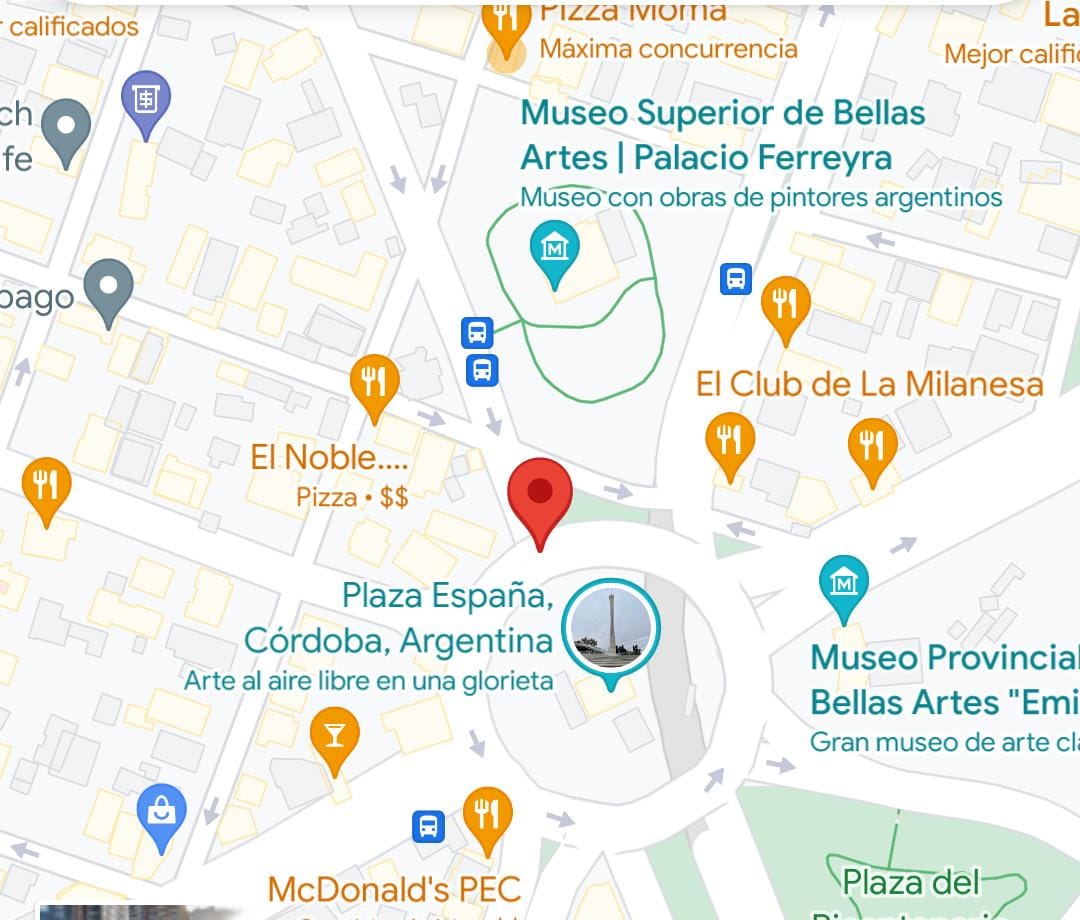 calificados
Pizza Moma
Máxima concurrencia
La
Mejor calific
ch
fe
Museo Superior de Bellas
Artes | Palacio Ferreyra
Museo con obras de pintores argentinos
pago
El Club de La Milanesa
El Noble....
Pizza • $$
Plaza España,
Córdoba, Argentina
Arte al aire libre en una glorieta
Museo Provincial
Bellas Artes "Emi
Gran museo de arte cla
McDonald's PEC
Plaza del